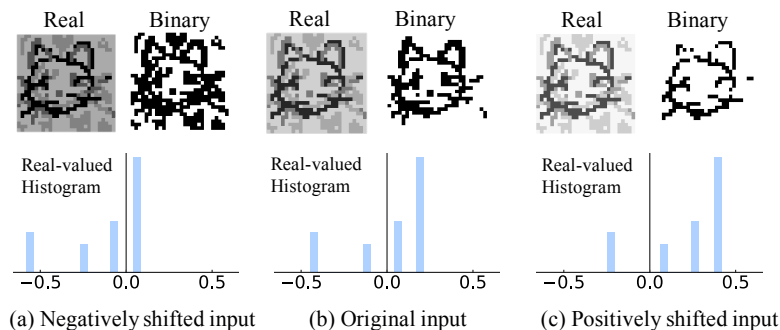 Real Binary Real Binary Real Binary
Real-valued Real-valued Real-valued
Histogram Histogram Histogram
−0.5 0.0 0.5 −0.5 0.0 0.5 −0.5 0.0 0.5
(a) Negatively shifted input (b) Original input (c) Positively shifted input